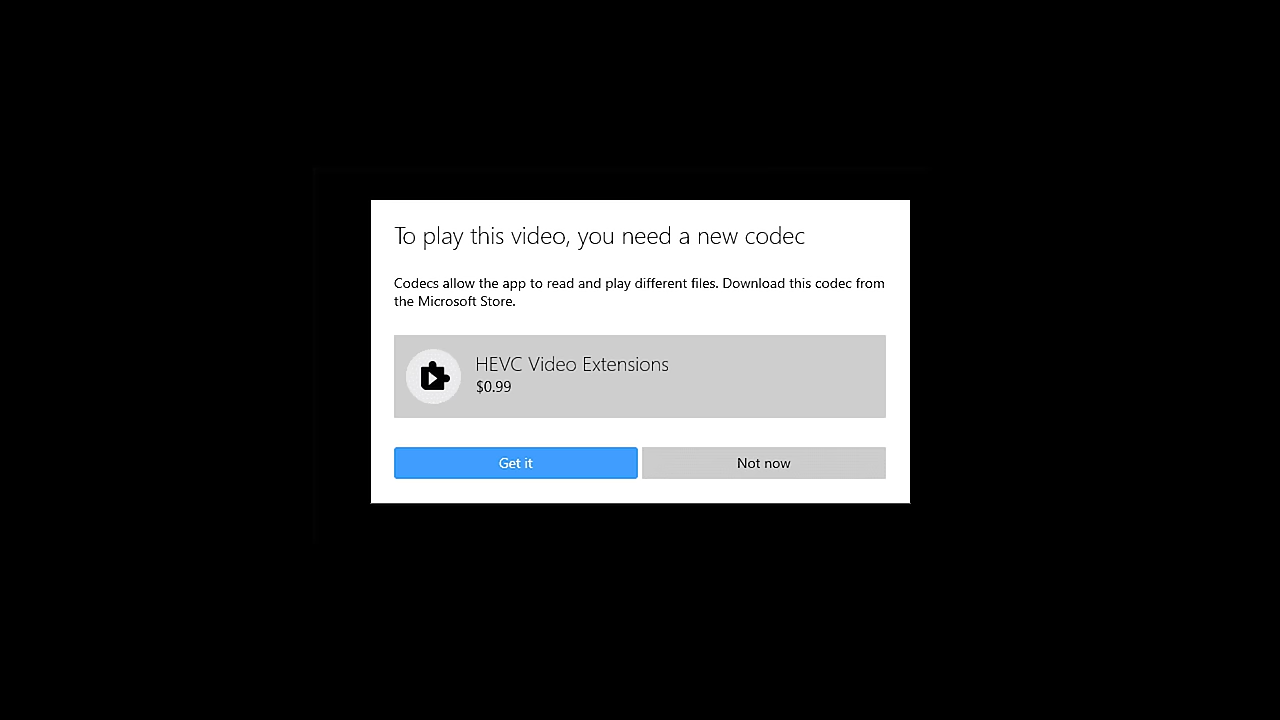 To play this video, you need a new codec
Codecs allow the app to read and play different files. Download this codec from
the Microsoft Store.
HEVC Video Extensions
$0.99
Get it
Not now